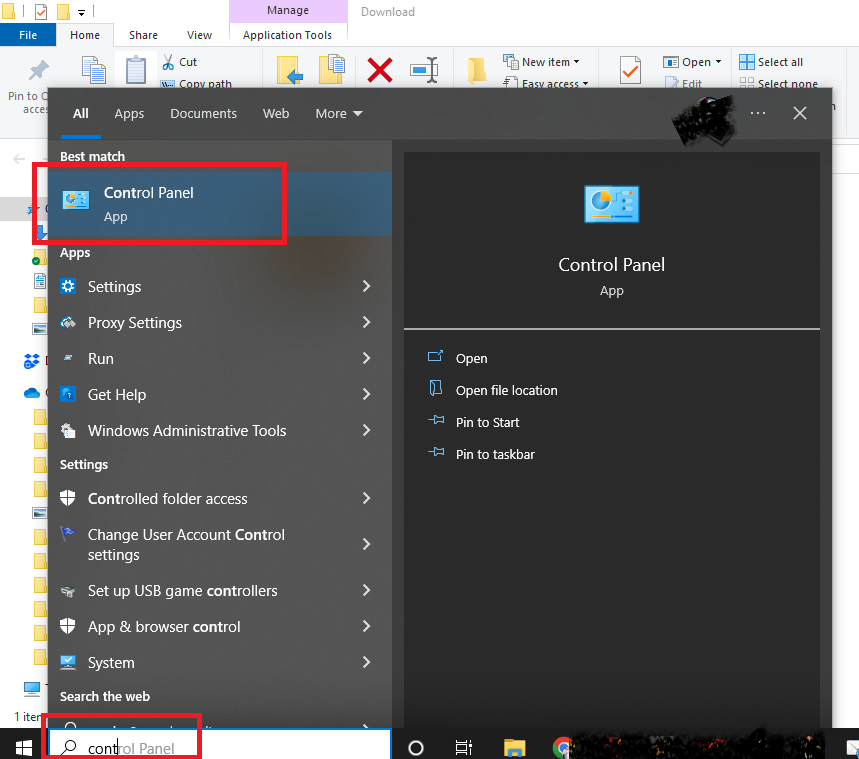 Manage
Download
File
Home
Share
View
Application Tools
Cut
Copy path
New item
Easy access
Open
Edit
Select all
Select none
All
Apps
Documents
Web
More
Best match
Control Panel
App
Apps
Settings
Proxy Settings
Run
Get Help
Windows Administrative Tools
Settings
Controlled folder access
Change User Account Control
settings
Set up USB game controllers
App & browser control
System
Search the web
control Panel
Control Panel
App
Open
Open file location
Pin to Start
Pin to taskbar
1 item